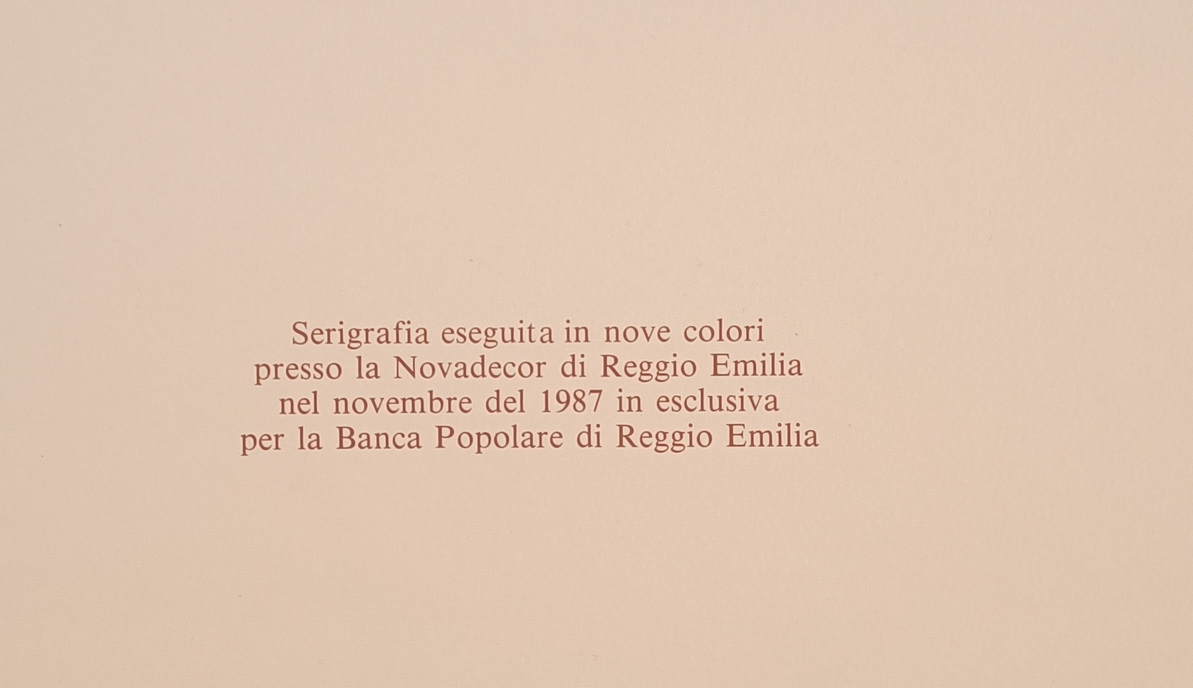 Serigrafia eseguita in nove colori
presso la Novadecor di Reggio Emilia
nel novembre del 1987 in esclusiva
per la Banca Popolare di Reggio Emilia